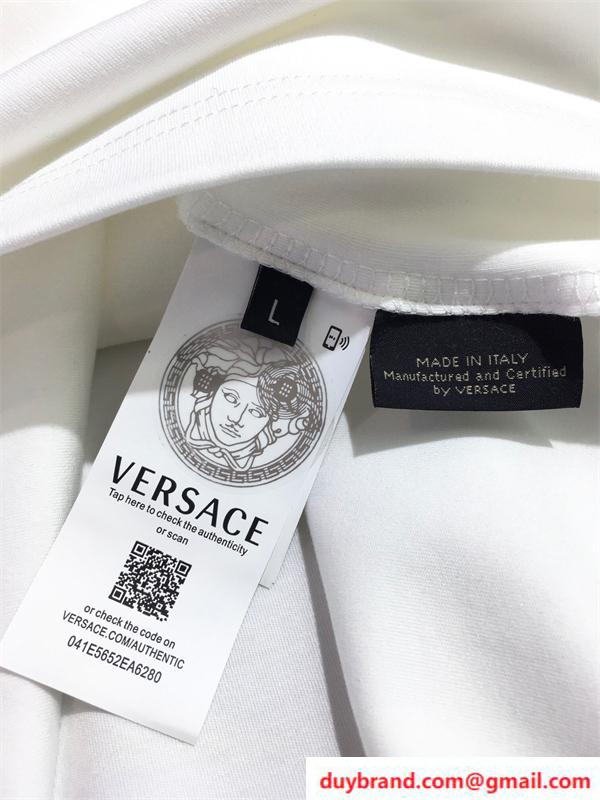 L
MADE IN ITALY
Manufactured and Certified
by VERSACE
VERSACE
Tap here to check the authenticity
or scan
or check the code on
VERSACE.COM/AUTHENTIC
041E5652EA6280
duybrand.com@gmail.com